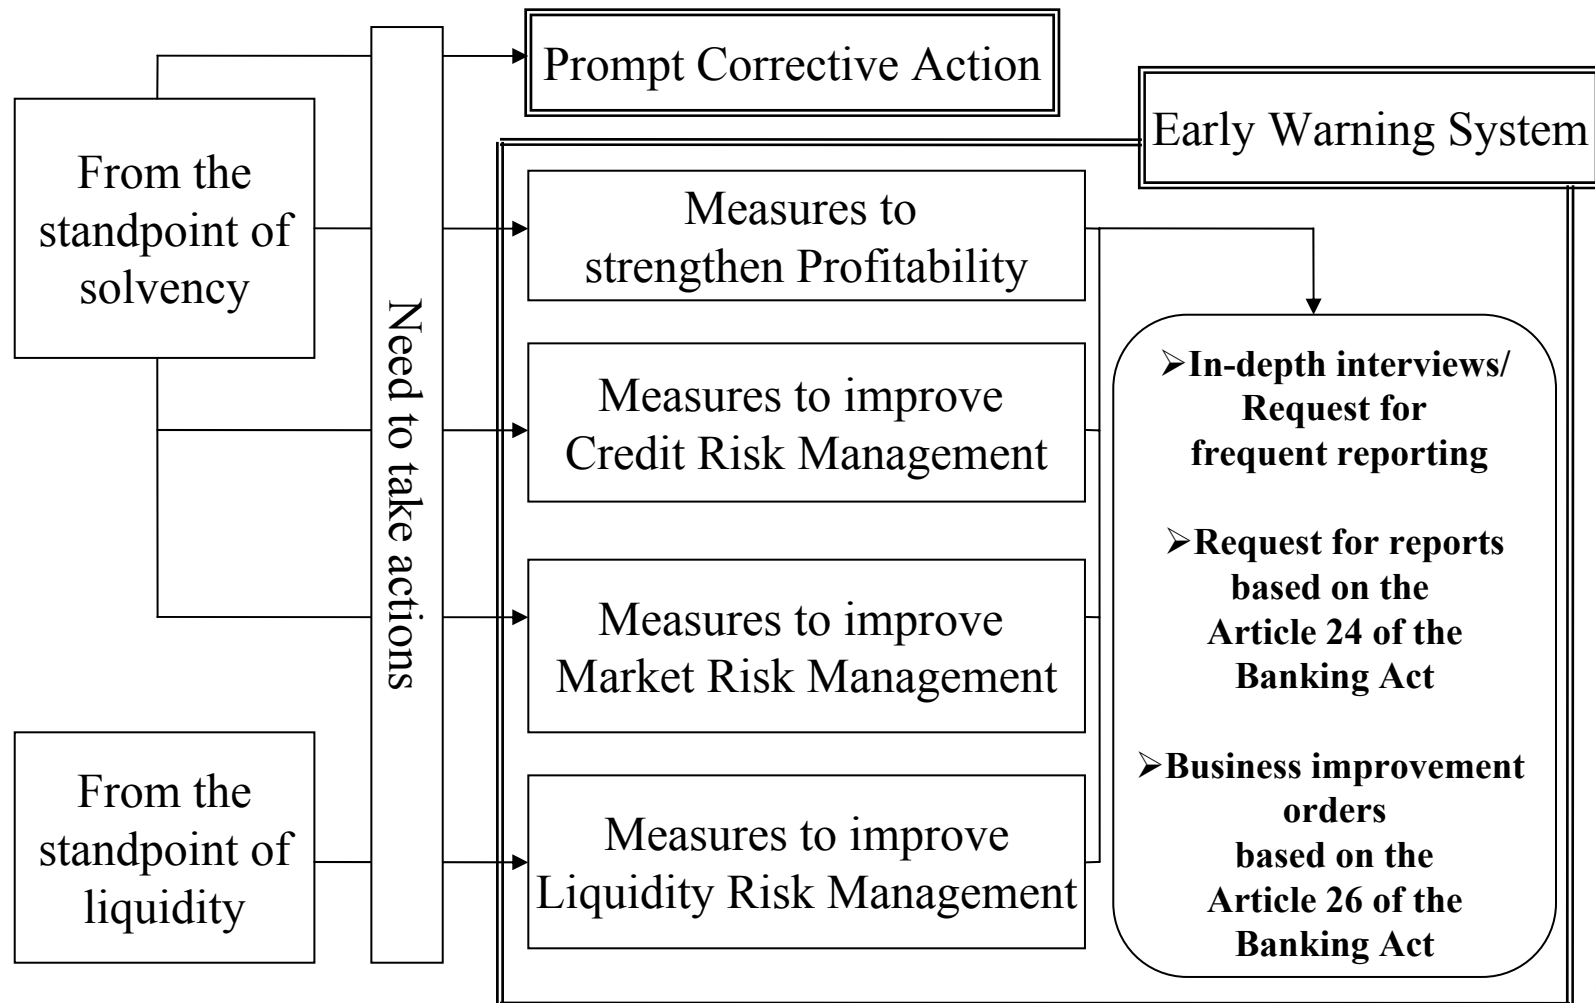 Prompt Corrective Action
Early Warning System
From the
standpoint of
solvency
Need to take actions
Measures to
strengthen Profitability
Measures to improve
Credit Risk Management
Measures to improve
Market Risk Management
From the
standpoint of
liquidity
Measures to improve
Liquidity Risk Management
➢In-depth interviews/
Request for
frequent reporting
➢Request for reports
based on the
Article 24 of the
Banking Act
➢Business improvement
orders
based on the
Article 26 of the
Banking Act